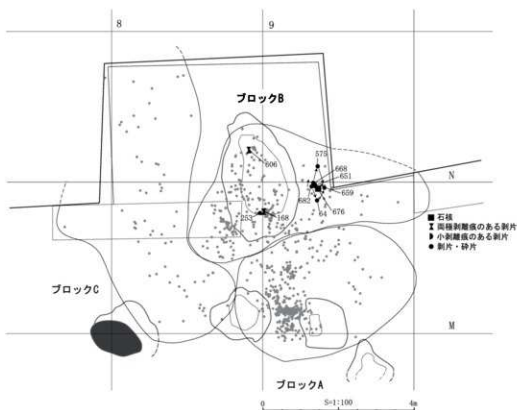 8
9
ブロックB
575
668
651
606
N
682
659
253
168
64
676
■石核
両極剥離痕のある剥片
小剥離痕のある剥片
●剥片・砕片
ブロックC
M
ブロックA
0
S=1:100
4m